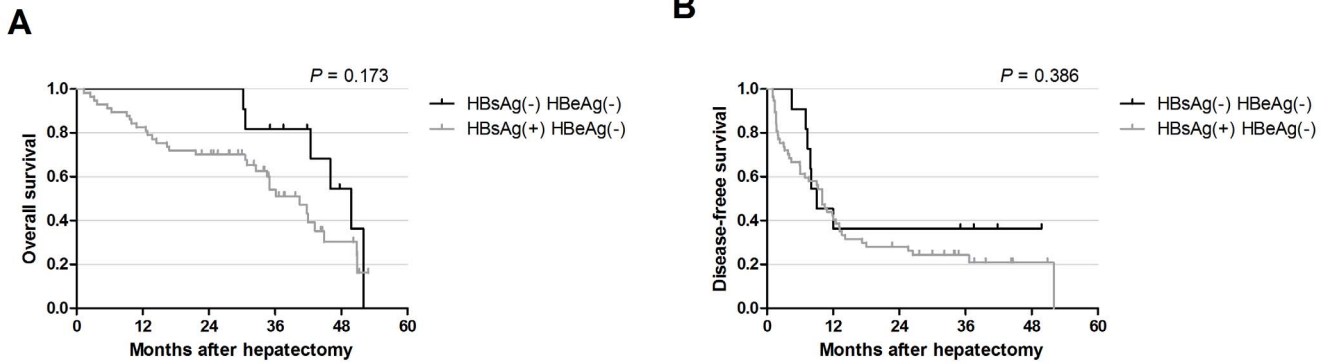 A
P = 0.173
Overall survival
1.0
0.8
0.6
0.4
0.2
0.0
0 12 24 36 48 60
Months after hepatectomy
HBsAg(-) HBeAg(-)
HBsAg(+) HBeAg(-)
B
P = 0.386
Disease-freee survival
1.0
0.8
0.6
0.4
0.2
0.0
0 12 24 36 48 60
Months after hepatectomy
HBsAg(-) HBeAg(-)
HBsAg(+) HBeAg(-)